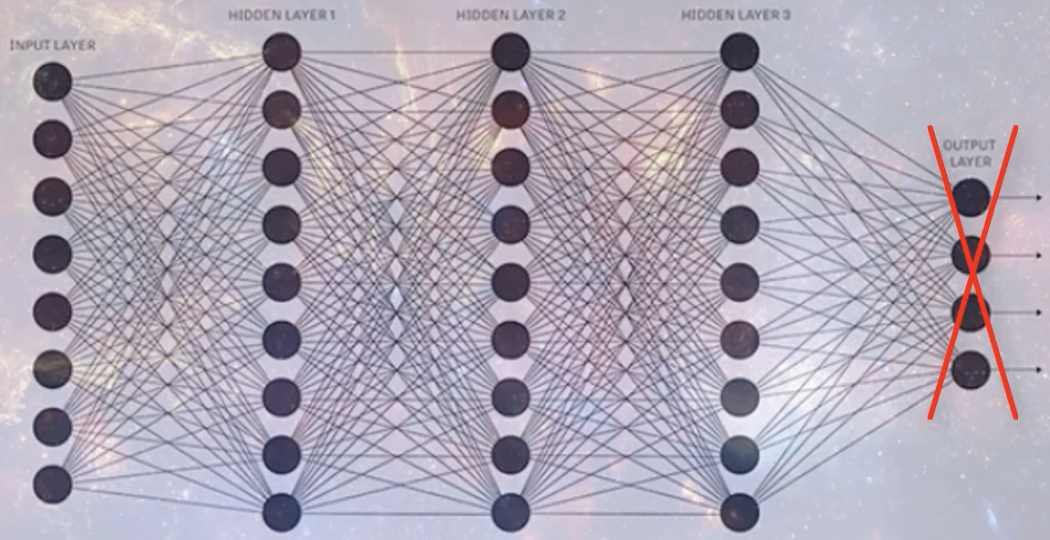 INPUT LAYER
HIDDEN LAYER 1
HIDDEN LAYER 2
HIDDEN LAYER 3
OUTPUT
LAYER